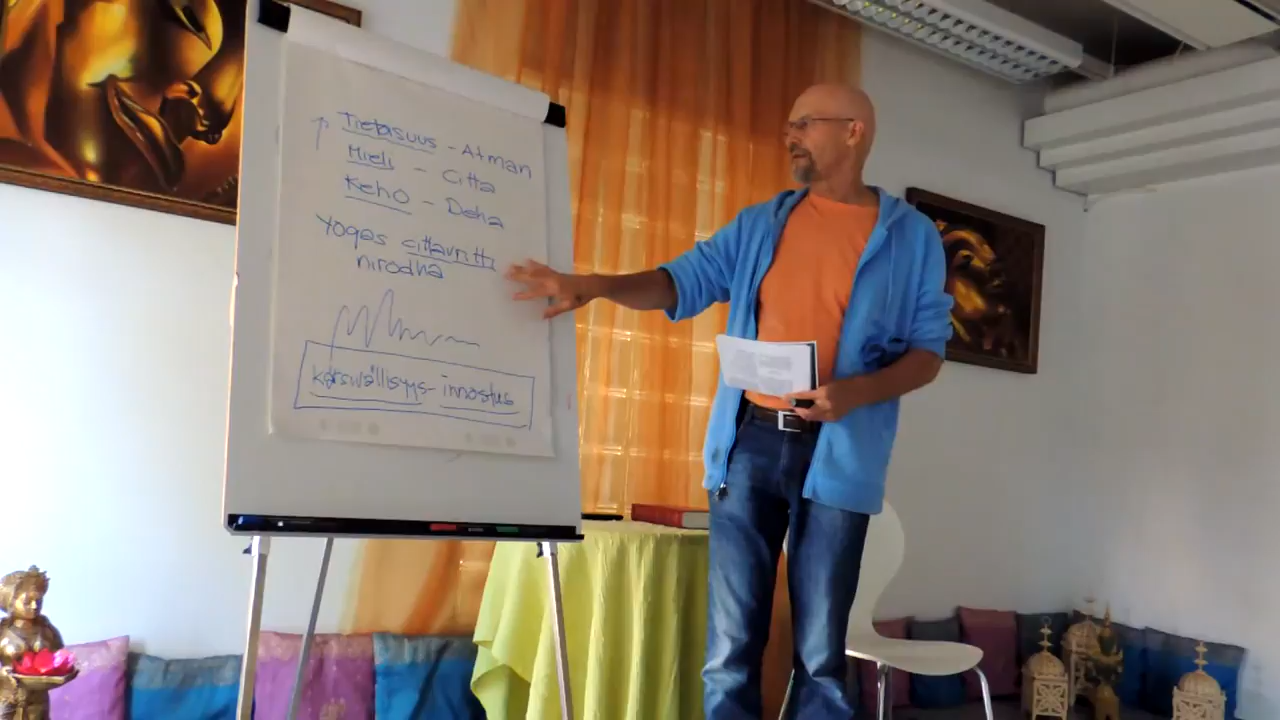 Tietoisuus - Atman
Mieli - Citta
Keho - Deha
Yogas cittavritti
nirodha
kärsivällisyys - innostus